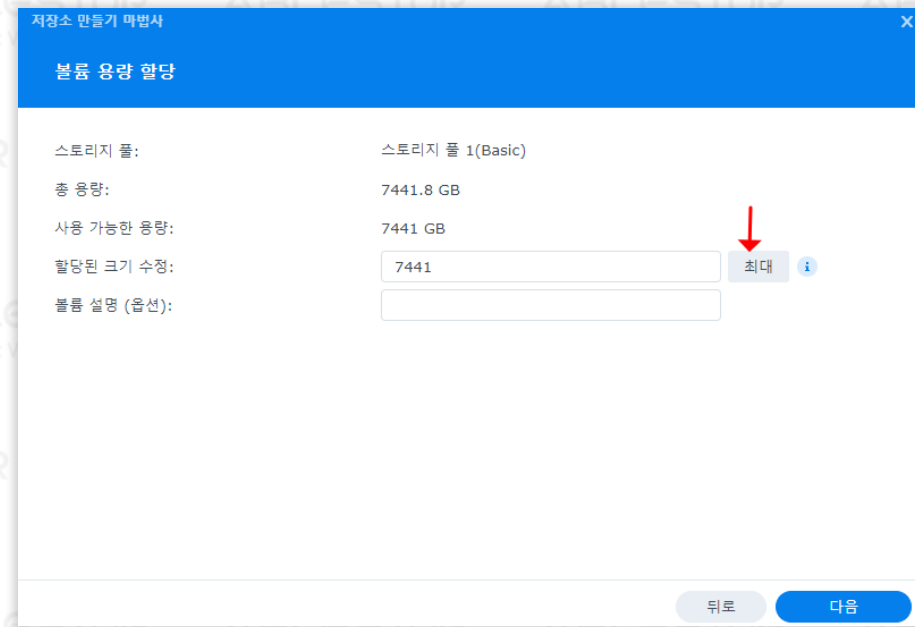 저장소 만들기 마법사
볼륨 용량 할당
스토리지 풀: 스토리지 풀 1(Basic)
총 용량: 7441.8 GB
사용 가능한 용량: 7441 GB
할당된 크기 수정: 7441 최대
볼륨 설명 (옵션):
뒤로 다음